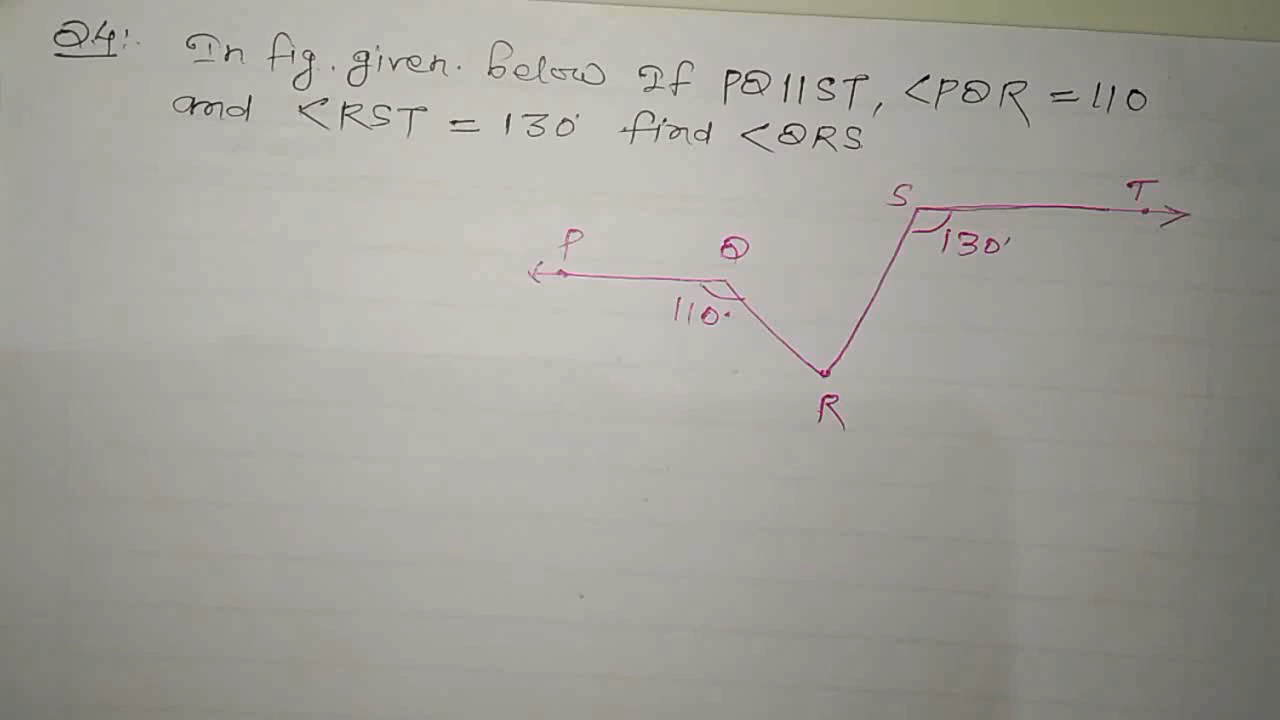 Q4:. In fig. given. below If PQ||ST, <PQR = 110
and <RST = 130° find <QRS
S T
130°
P Q
110°
R